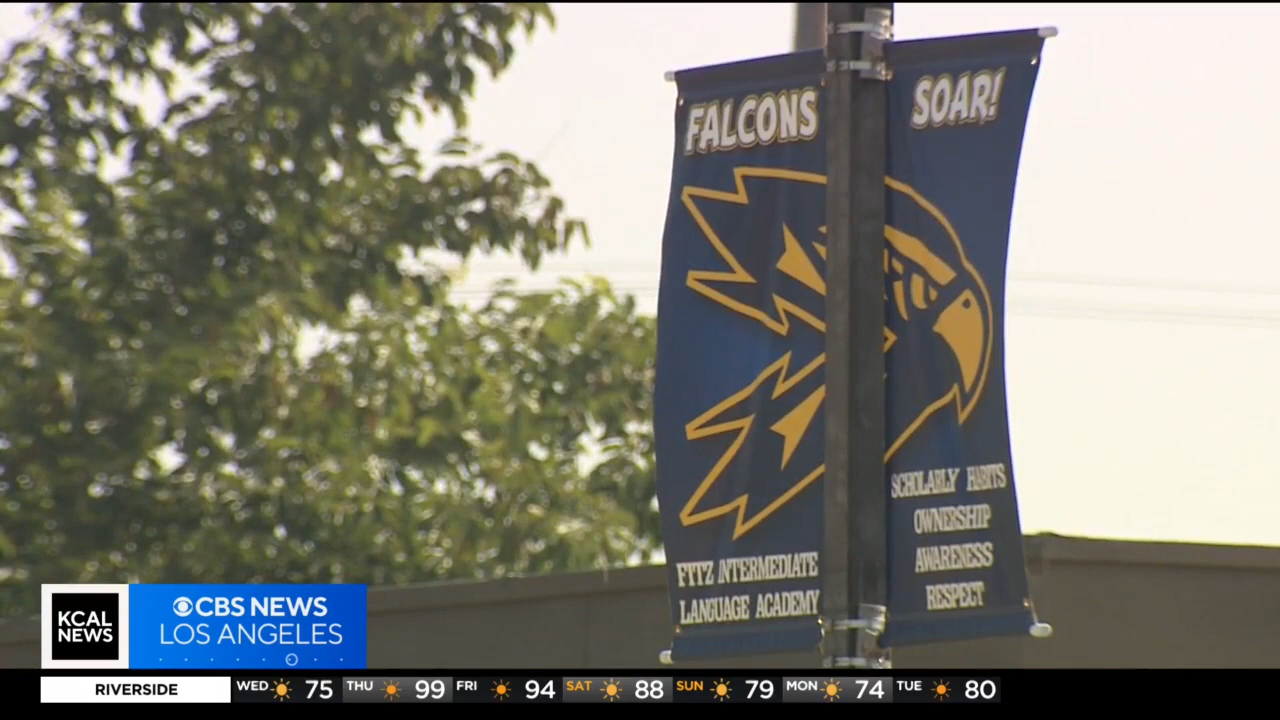 FALCONS
SOAR!
FYTZ INTERMEDIATE
LANGUAGE ACADEMY
SCHOLARLY HABITS
OWNERSHIP
AWARENESS
RESPECT
KCAL NEWS
CBS NEWS
LOS ANGELES
RIVERSIDE WED 75 THU 99 FRI 94 SAT 88 SUN 79 MON 74 TUE 80